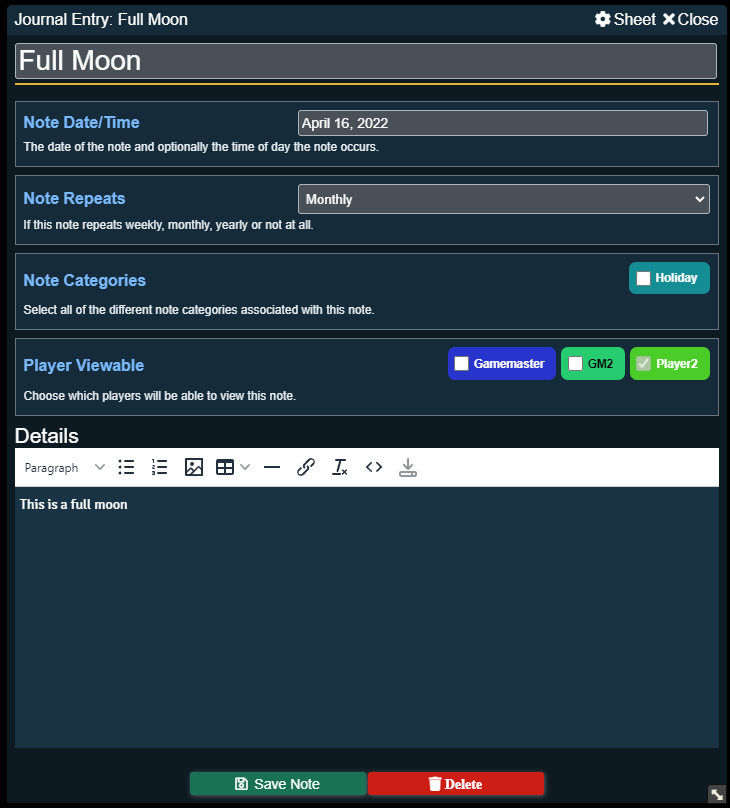 Journal Entry: Full Moon Sheet Close
Full Moon
Note Date/Time April 16, 2022
The date of the note and optionally the time of day the note occurs.
Note Repeats Monthly
If this note repeats weekly, monthly, yearly or not at all.
Note Categories Holiday
Select all of the different note categories associated with this note.
Player Viewable Gamemaster GM2 Player2
Choose which players will be able to view this note.
Details
Paragraph
This is a full moon
Save Note Delete